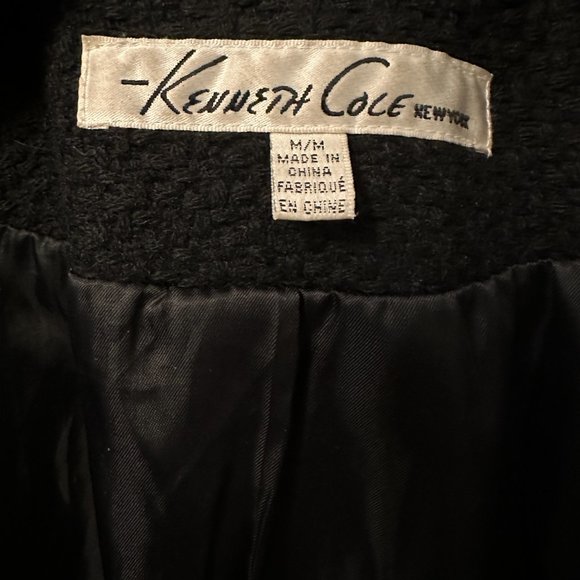 -KENNETH COLE NEW YORK
M/M
MADE IN
CHINA
FABRIQUÉ
EN CHINE